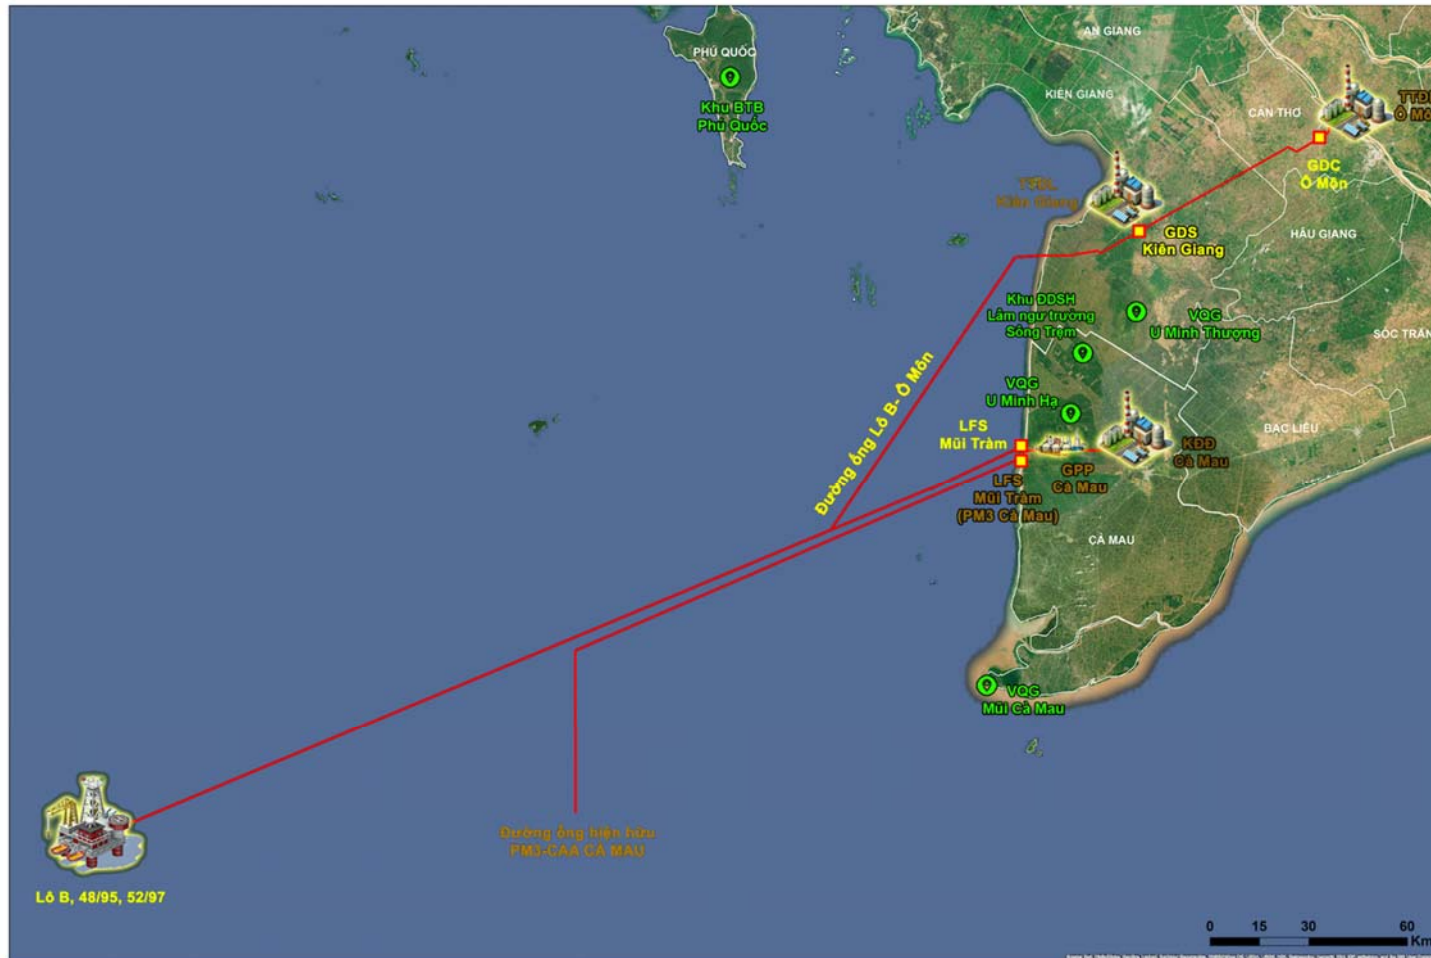 AN GIANG
PHÚ QUỐC
Khu BTB
Phú Quốc
KIÊN GIANG
CẦN THƠ
GDC
Ô Môn
TTĐL
Kiên Giang
GDS
Kiên Giang
HẬU GIANG
Khu ĐDSH
Lâm ngư trường
Sông Trẹm
VQG
U Minh Thượng
SÓC TRĂN
Đường ống Lô B- Ô Môn
VQG
U Minh Hạ
LFS
Mũi Tràm
BẠC LIÊU
KĐĐ
Cà Mau
GPP
Cà Mau
LFS
Mũi Tràm
(PM3 Cà Mau)
CÀ MAU
VQG
Mũi Cà Mau
Đường ống hiện hữu
PM3-CAA CÀ MAU
Lô B, 48/95, 52/97
0 15 30 60
Km